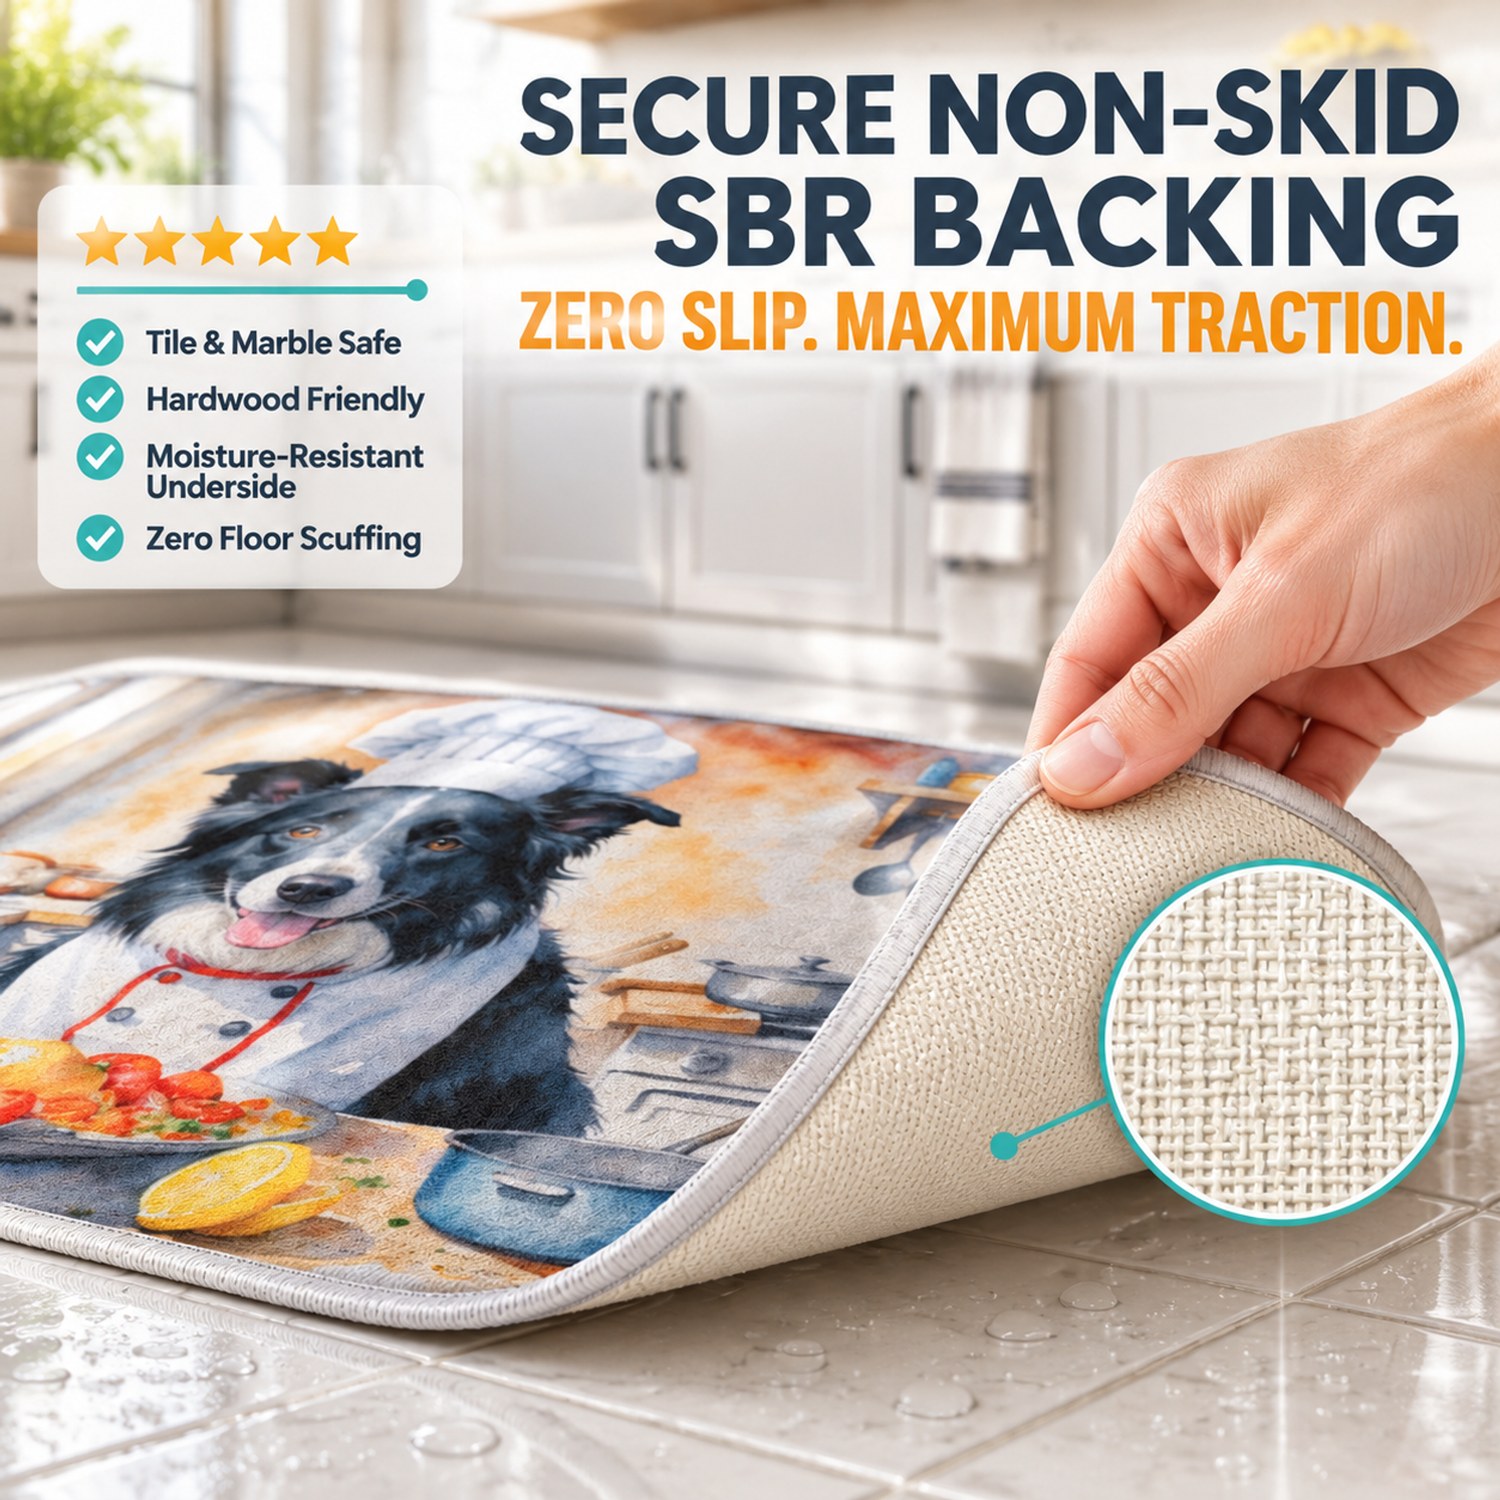 SECURE NON-SKID
SBR BACKING
ZERO SLIP. MAXIMUM TRACTION.
Tile & Marble Safe
Hardwood Friendly
Moisture-Resistant
Underside
Zero Floor Scuffing